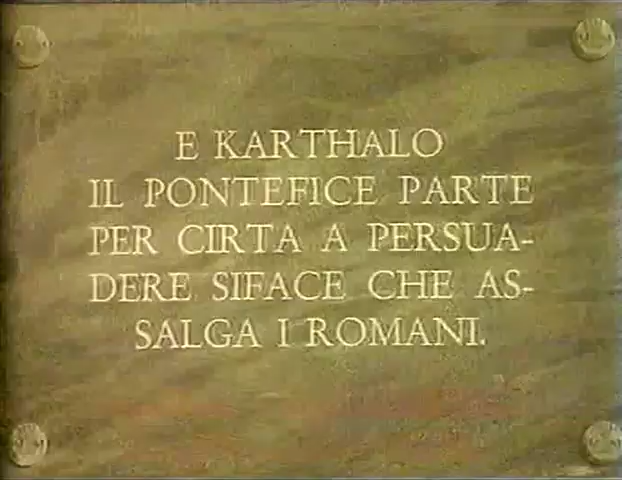 E KARTHALO
IL PONTEFICE PARTE
PER CIRTA A PERSUA-
DERE SIFACE CHE AS-
SALGA I ROMANI.